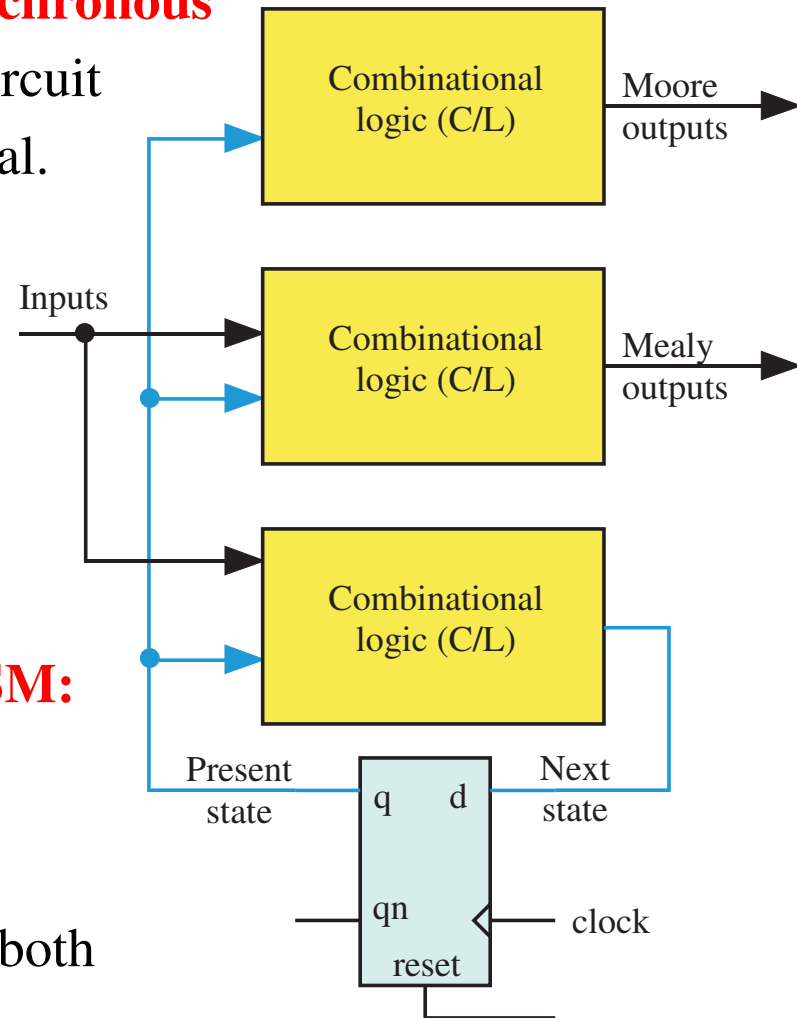 chronous
rcuit
al.
Combinational
logic (C/L)
Moore
outputs
Inputs
Combinational
logic (C/L)
Mealy
outputs
Combinational
logic (C/L)
SM:
Present
state
Next
state
q
d
qn
clock
both
reset